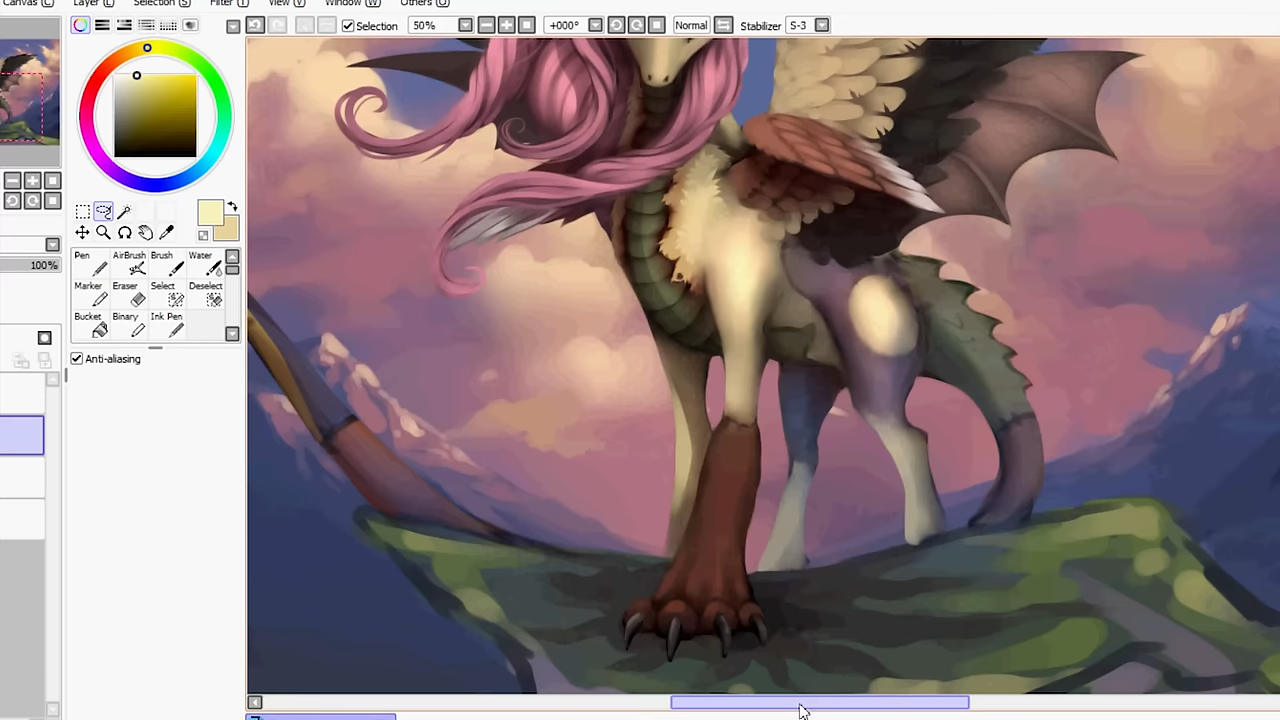 Canvas (C) Layer (L) Selection (S) Filter (T) View (V) Window (W) Others (O)
Selection 50% +000° Normal Stabilizer S-3
100%
Pen AirBrush Brush Water
Marker Eraser Select Deselect
Bucket Binary Ink Pen
Anti-aliasing